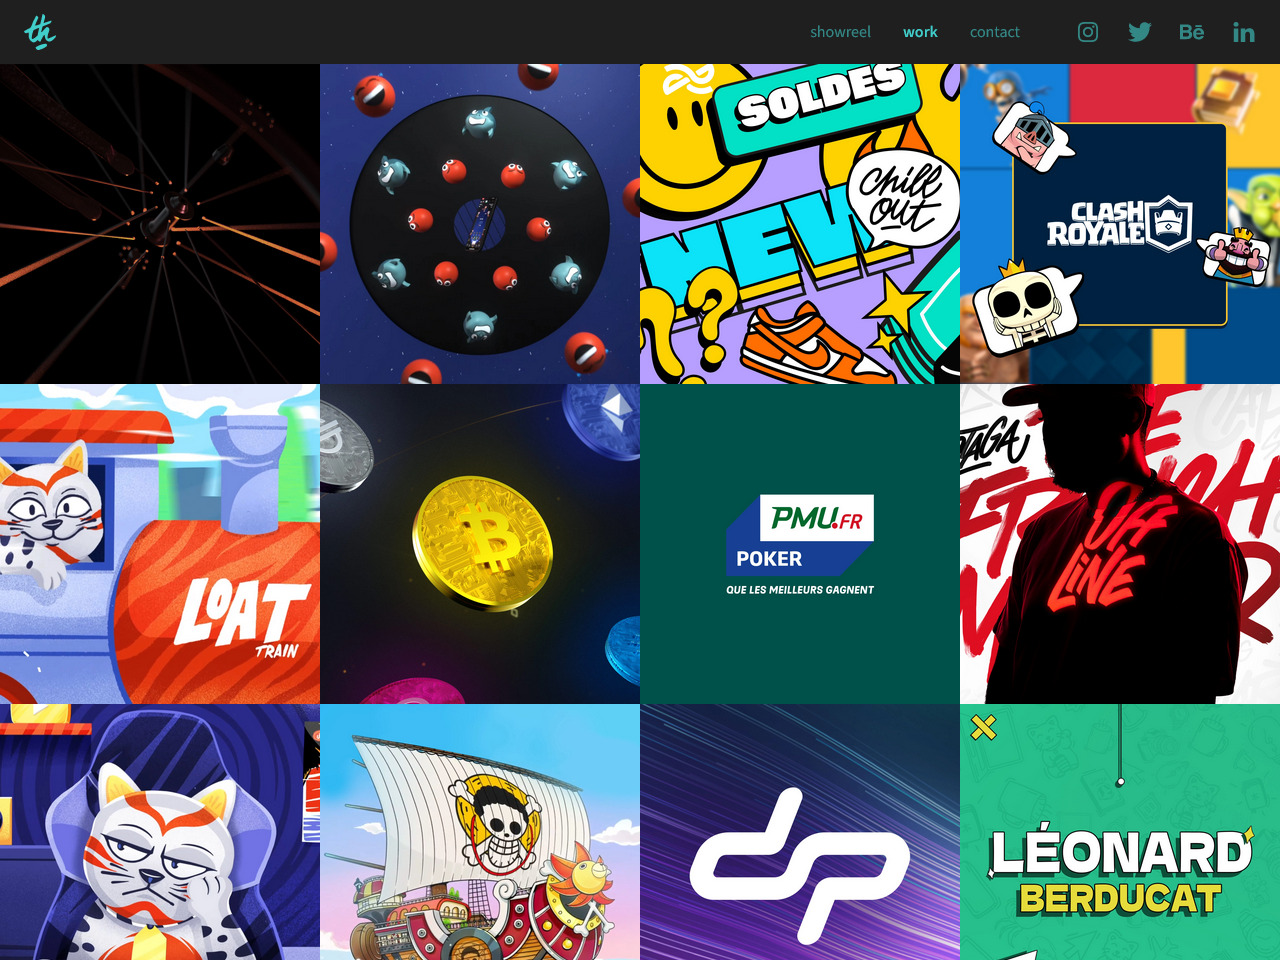 th
showreel
work
contact
Bē
in
SOLDES
chill
out
NEW
??
CLASH
ROYALE
LOAT
TRAIN
PMU.FR
POKER
QUE LES MEILLEURS GAGNENT
OFF
LINE
dp
LÉONARD
BERDUCAT